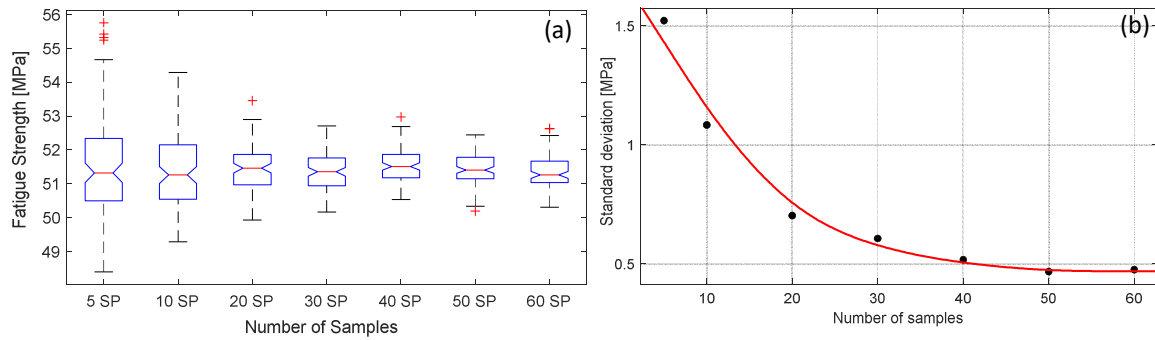 (a)
Fatigue Strength [MPa]
56
55
54
53
52
51
50
49
5 SP 10 SP 20 SP 30 SP 40 SP 50 SP 60 SP
Number of Samples
(b)
Standard deviation [MPa]
1.5
1
0.5
10 20 30 40 50 60
Number of samples